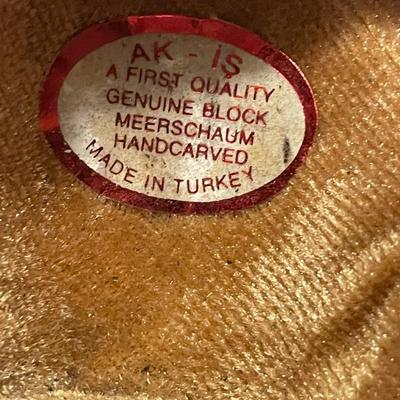 AK - İŞ
A FIRST QUALITY
GENUINE BLOCK
MEERSCHAUM
HANDCARVED
MADE IN TURKEY